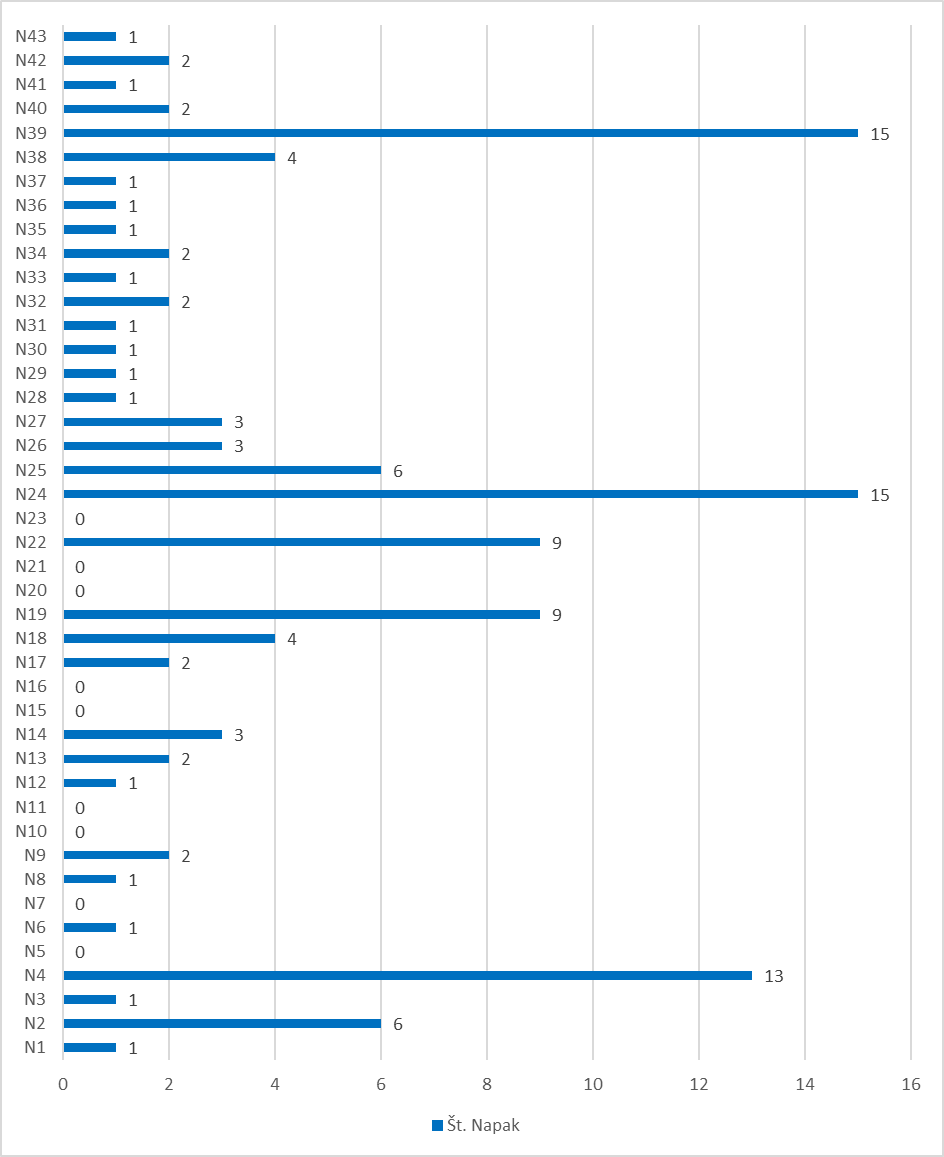 N43 1
N42 2
N41 1
N40 2
N39 15
N38 4
N37 1
N36 1
N35 1
N34 2
N33 1
N32 2
N31 1
N30 1
N29 1
N28 1
N27 3
N26 3
N25 6
N24 15
N23 0
N22 9
N21 0
N20 0
N19 9
N18 4
N17 2
N16 0
N15 0
N14 3
N13 2
N12 1
N11 0
N10 0
N9 2
N8 1
N7 0
N6 1
N5 0
N4 13
N3 1
N2 6
N1 1
0 2 4 6 8 10 12 14 16
Št. Napak